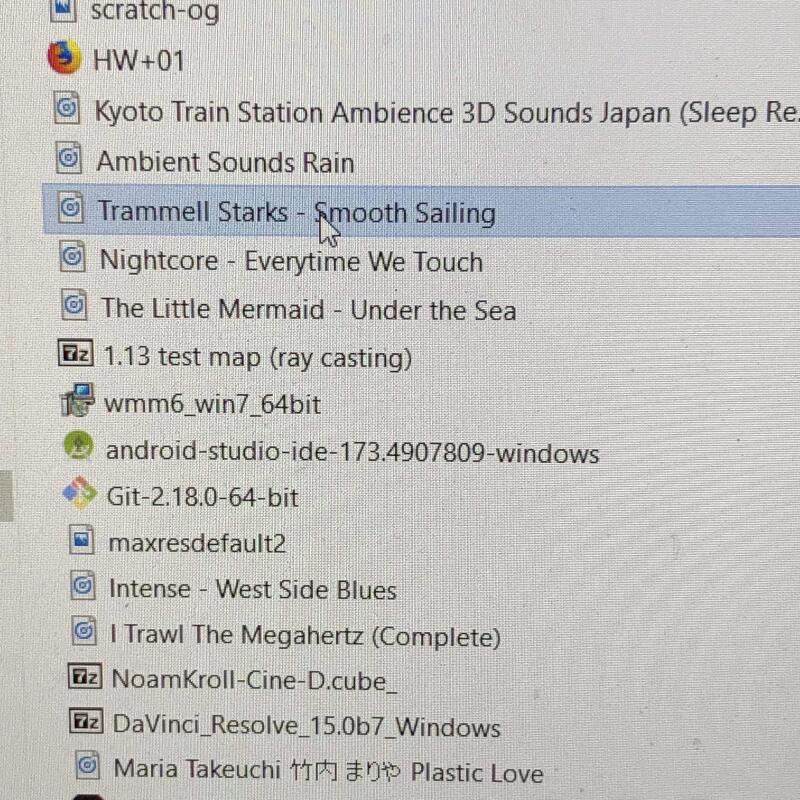 scratch-og
HW+01
Kyoto Train Station Ambience 3D Sounds Japan (Sleep Re.
Ambient Sounds Rain
Trammell Starks - Smooth Sailing
Nightcore - Everytime We Touch
The Little Mermaid - Under the Sea
7z 1.13 test map (ray casting)
wmm6_win7_64bit
android-studio-ide-173.4907809-windows
Git-2.18.0-64-bit
maxresdefault2
Intense - West Side Blues
I Trawl The Megahertz (Complete)
7z NoamKroll-Cine-D.cube_
7z DaVinci_Resolve_15.0b7_Windows
Maria Takeuchi 竹内 まりや Plastic Love